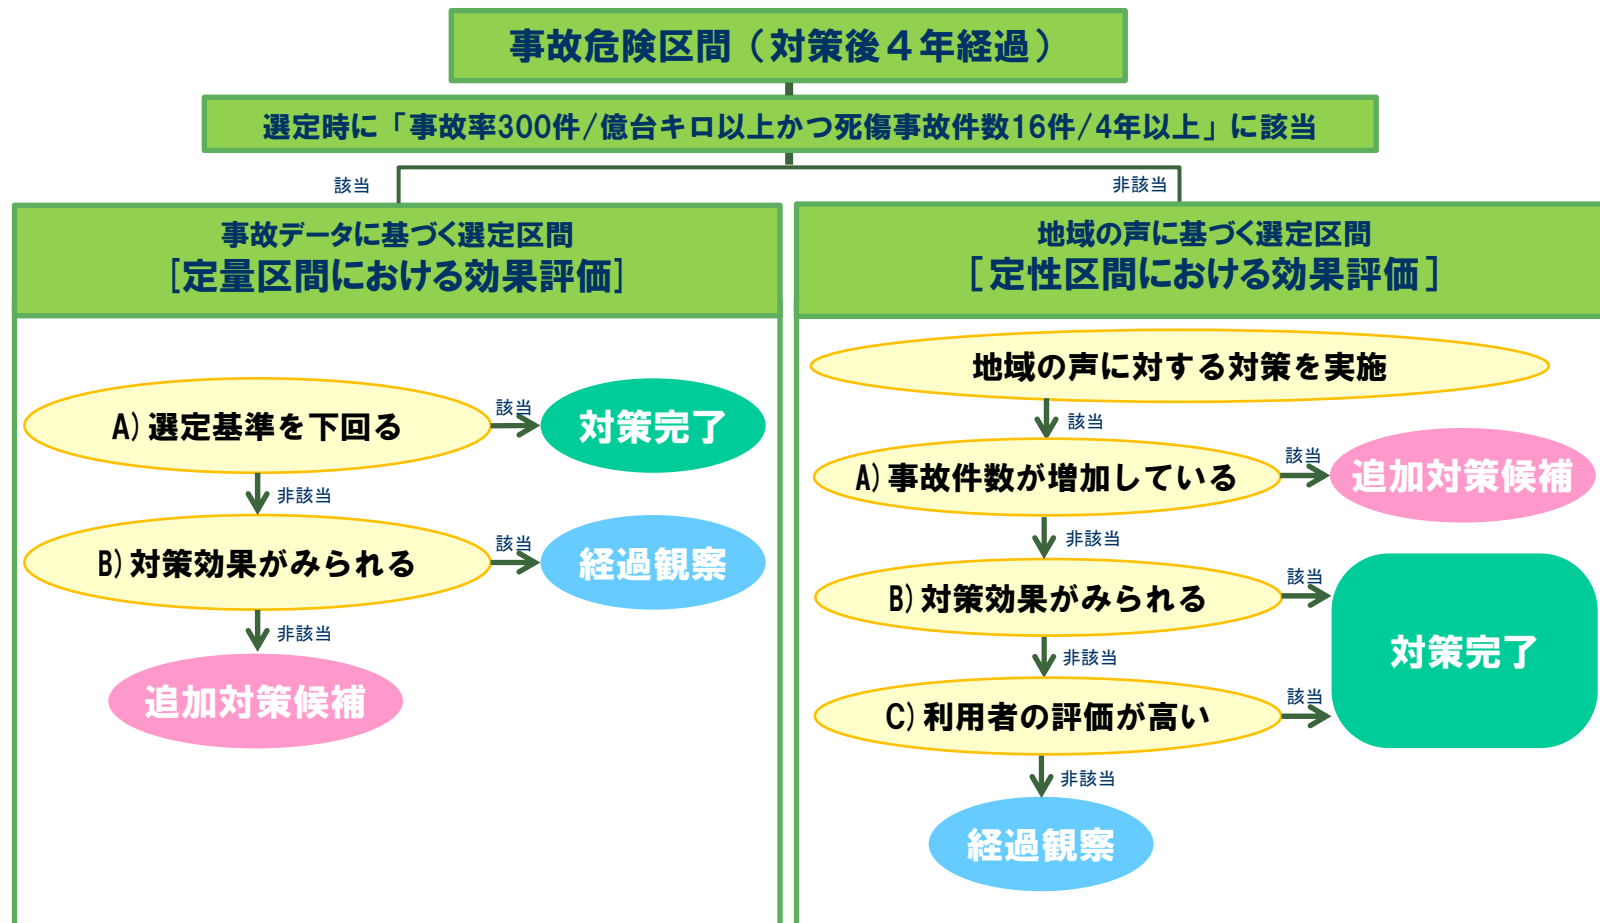 事故危険区間（対策後４年経過）
選定時に「事故率300件/億台キロ以上かつ死傷事故件数16件/4年以上」に該当
該当
非該当
事故データに基づく選定区間
[定量区間における効果評価]
A)選定基準を下回る
該当
対策完了
非該当
B)対策効果がみられる
該当
経過観察
非該当
追加対策候補
地域の声に基づく選定区間
[定性区間における効果評価]
地域の声に対する対策を実施
該当
A)事故件数が増加している
該当
追加対策候補
非該当
B)対策効果がみられる
該当
対策完了
非該当
C)利用者の評価が高い
該当
非該当
経過観察